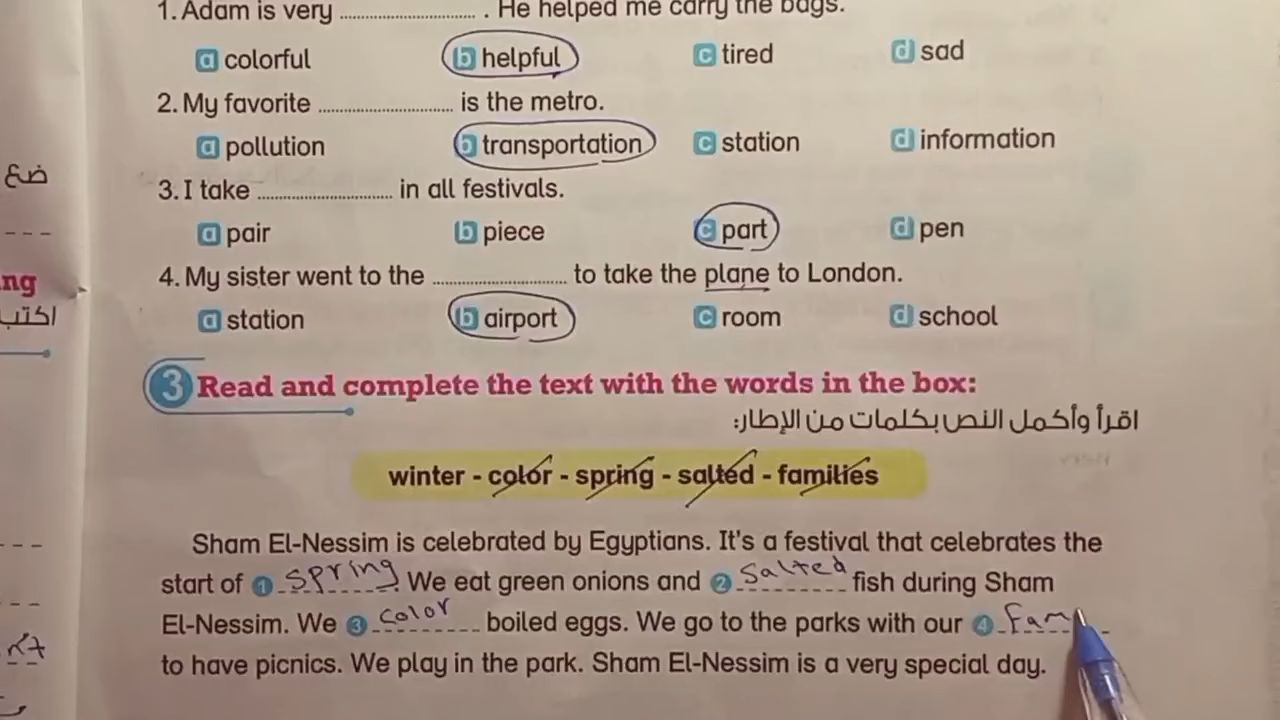 1. Adam is very ........................ . He helped me carry the bags.
a colorful b helpful c tired d sad
2. My favorite ........................ is the metro.
a pollution b transportation c station d information
3. I take ........................ in all festivals.
a pair b piece c part d pen
4. My sister went to the ........................ to take the plane to London.
a station b airport c room d school
3 Read and complete the text with the words in the box:
اقرأ وأكمل النص بكلمات من الإطار:
winter - color - spring - salted - families
Sham El-Nessim is celebrated by Egyptians. It's a festival that celebrates the
start of 1 spring. We eat green onions and 2 Salted fish during Sham
El-Nessim. We 3 color boiled eggs. We go to the parks with our 4 fam
to have picnics. We play in the park. Sham El-Nessim is a very special day.
ضع
ng
اكتب